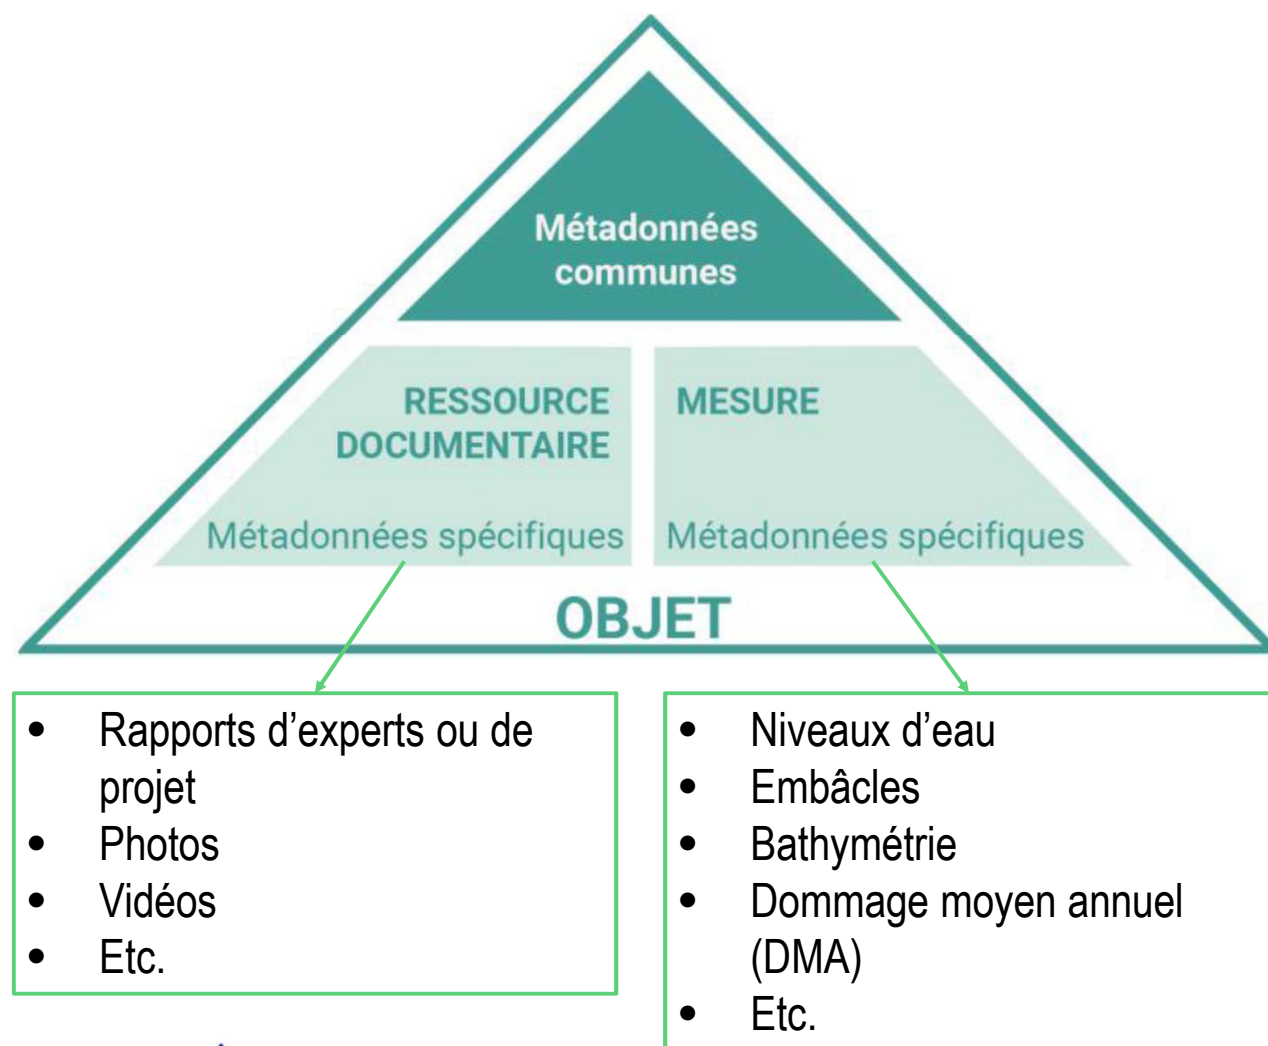 Métadonnées
communes
RESSOURCE
DOCUMENTAIRE
Métadonnées spécifiques
MESURE
Métadonnées spécifiques
OBJET
• Rapports d’experts ou de
projet
• Photos
• Vidéos
• Etc.
• Niveaux d’eau
• Embâcles
• Bathymétrie
• Dommage moyen annuel
(DMA)
• Etc.